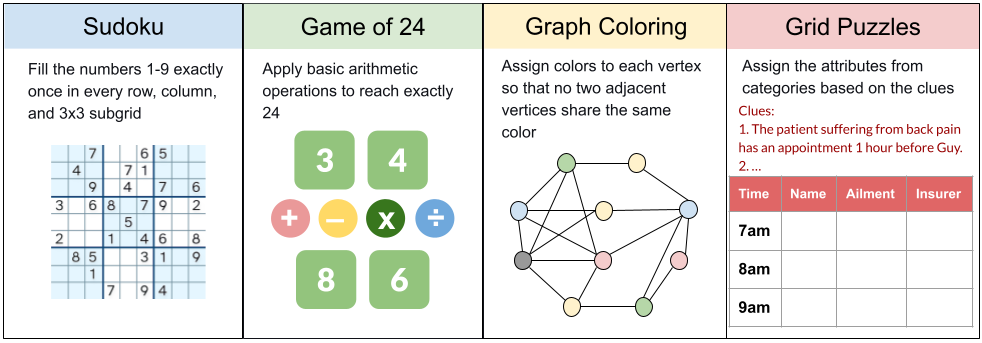 Sudoku
Fill the numbers 1-9 exactly
once in every row, column,
and 3x3 subgrid
7 6 5
4 7 1
9 4 7 6
3 6 8 7 9 2
5
2 1 4 6 8
8 5 3 1 9
1
7 9 4
Game of 24
Apply basic arithmetic
operations to reach exactly
24
3 4
+ − x ÷
8 6
Graph Coloring
Assign colors to each vertex
so that no two adjacent
vertices share the same
color
Grid Puzzles
Assign the attributes from
categories based on the clues
Clues:
1. The patient suffering from back pain
has an appointment 1 hour before Guy.
2. ...
Time Name Ailment Insurer
7am
8am
9am